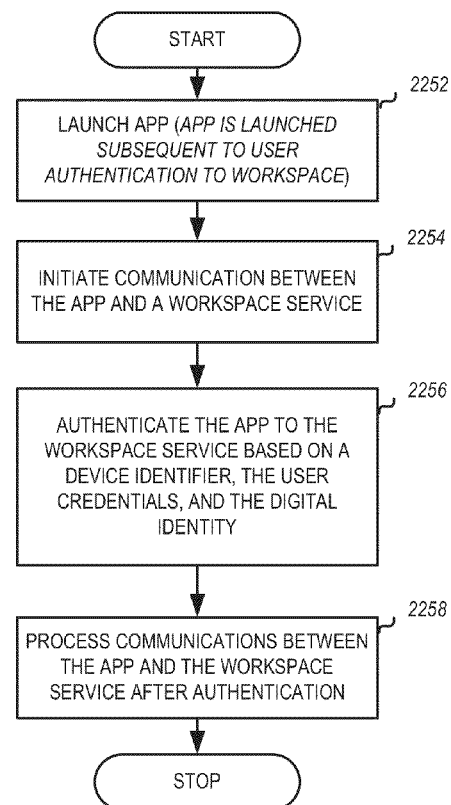 START
2252
LAUNCH APP (APP IS LAUNCHED
SUBSEQUENT TO USER
AUTHENTICATION TO WORKSPACE)
2254
INITIATE COMMUNICATION BETWEEN
THE APP AND A WORKSPACE SERVICE
2256
AUTHENTICATE THE APP TO THE
WORKSPACE SERVICE BASED ON A
DEVICE IDENTIFIER, THE USER
CREDENTIALS, AND THE DIGITAL
IDENTITY
2258
PROCESS COMMUNICATIONS BETWEEN
THE APP AND THE WORKSPACE
SERVICE AFTER AUTHENTICATION
STOP